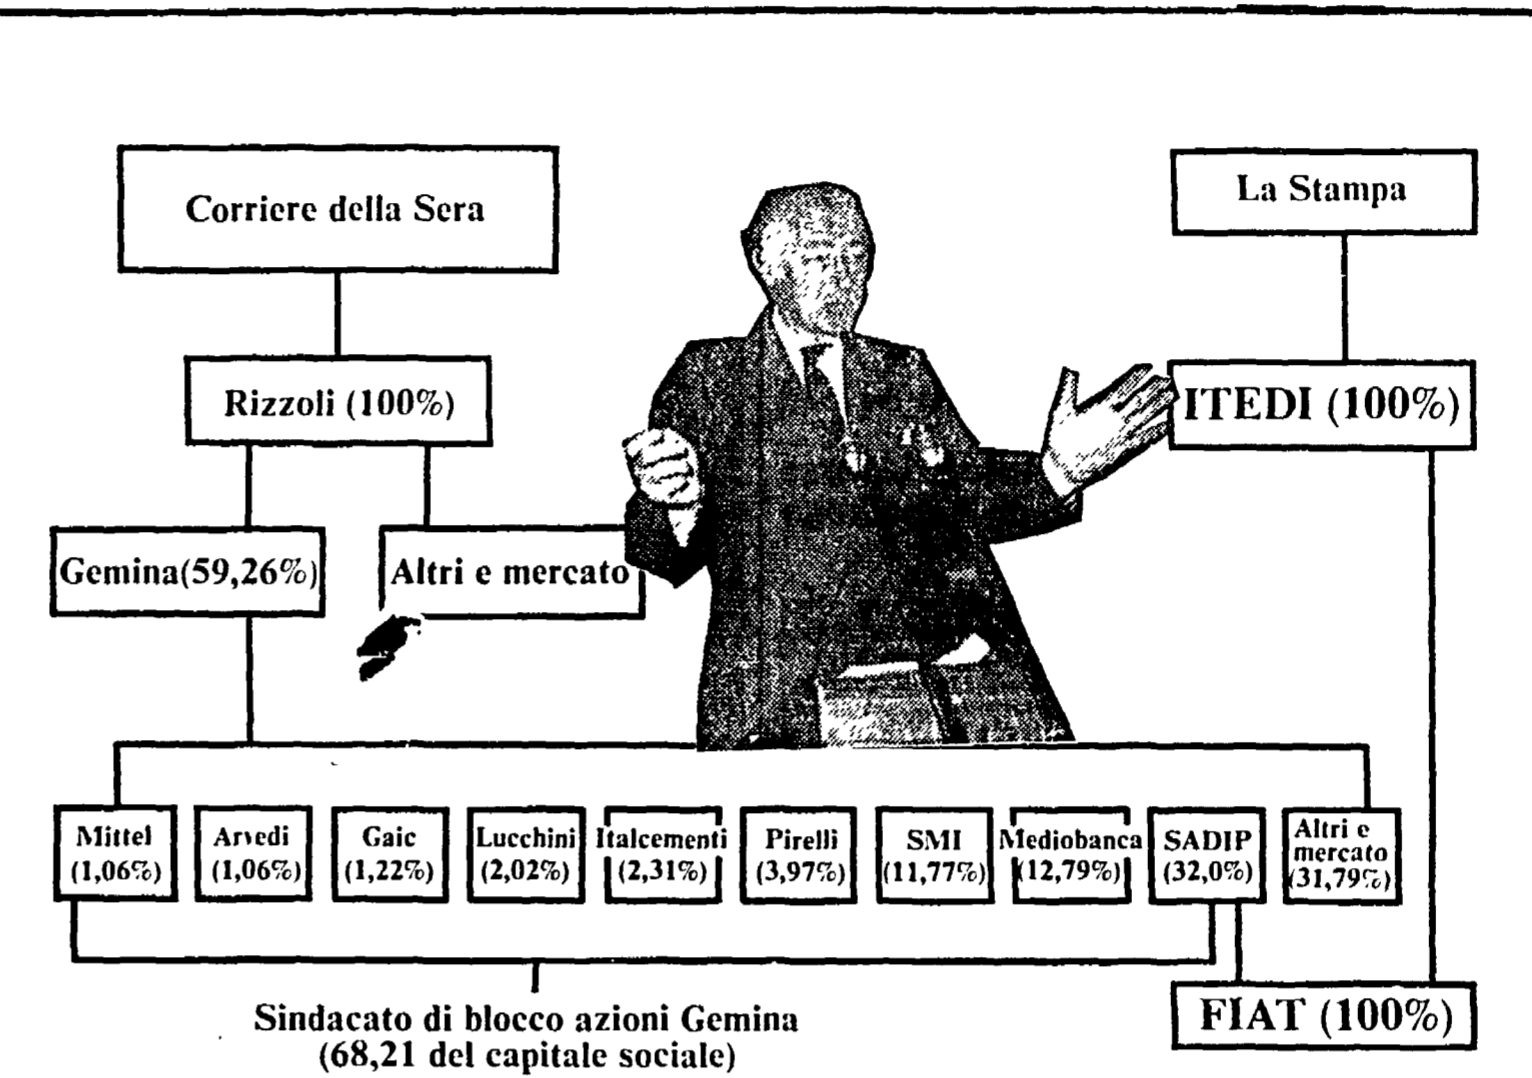 Corriere della Sera
La Stampa
Rizzoli (100%)
ITEDI (100%)
Gemina(59,26%)
Altri e mercato
Mittel
(1,06%)
Arvedi
(1,06%)
Gaic
(1,22%)
Lucchini
(2,02%)
Italcementi
(2,31%)
Pirelli
(3,97%)
SMI
(11,77%)
Mediobanca
(12,79%)
SADIP
(32,0%)
Altri e
mercato
(31,79%)
Sindacato di blocco azioni Gemina
(68,21 del capitale sociale)
FIAT (100%)